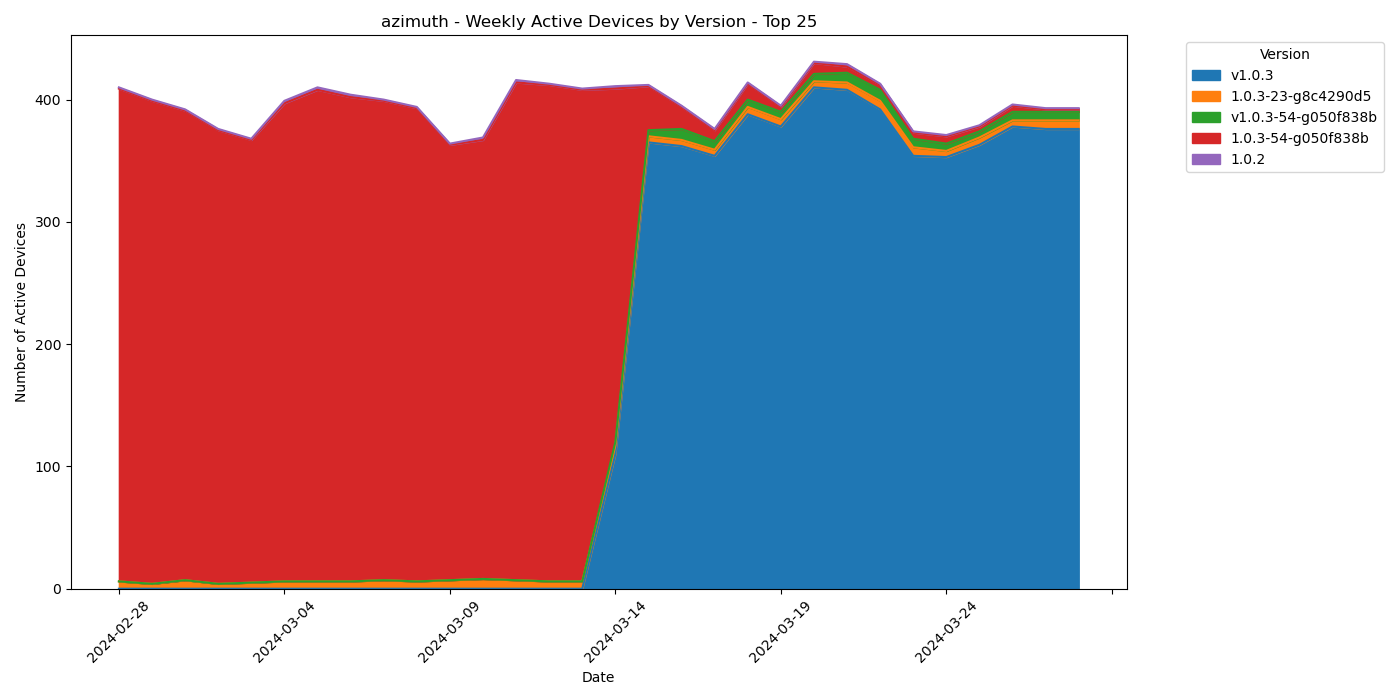 azimuth - Weekly Active Devices by Version - Top 25
Number of Active Devices
400
300
200
100
0
2024-02-28
2024-03-04
2024-03-09
2024-03-14
2024-03-19
2024-03-24
Date
Version
v1.0.3
1.0.3-23-g8c4290d5
v1.0.3-54-g050f838b
1.0.3-54-g050f838b
1.0.2